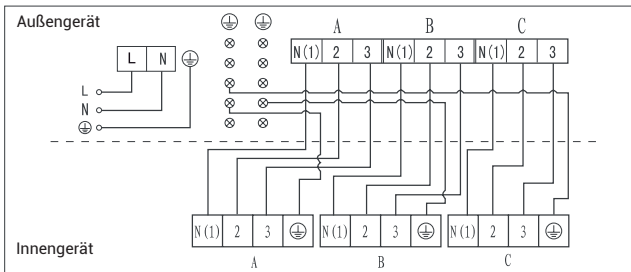 Außengerät
A B C
N(1) 2 3 N(1) 2 3 N(1) 2 3
L N
L
N
N(1) 2 3 N(1) 2 3 N(1) 2 3
Innengerät
A B C